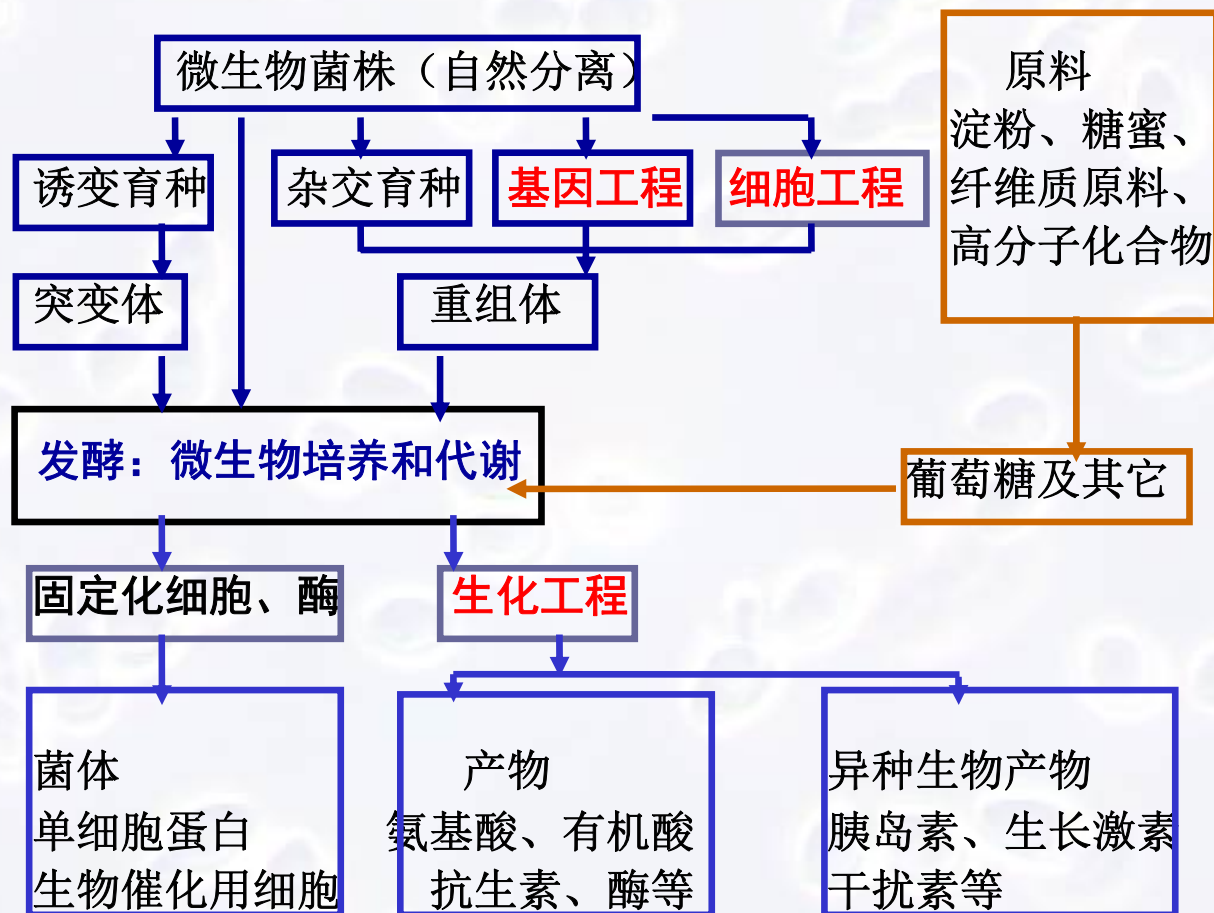 微生物菌株（自然分离）
诱变育种
杂交育种
基因工程
细胞工程
突变体
重组体
原料
淀粉、糖蜜、
纤维质原料、
高分子化合物
发酵：微生物培养和代谢
葡萄糖及其它
固定化细胞、酶
生化工程
菌体
单细胞蛋白
生物催化用细胞
产物
氨基酸、有机酸
抗生素、酶等
异种生物产物
胰岛素、生长激素
干扰素等